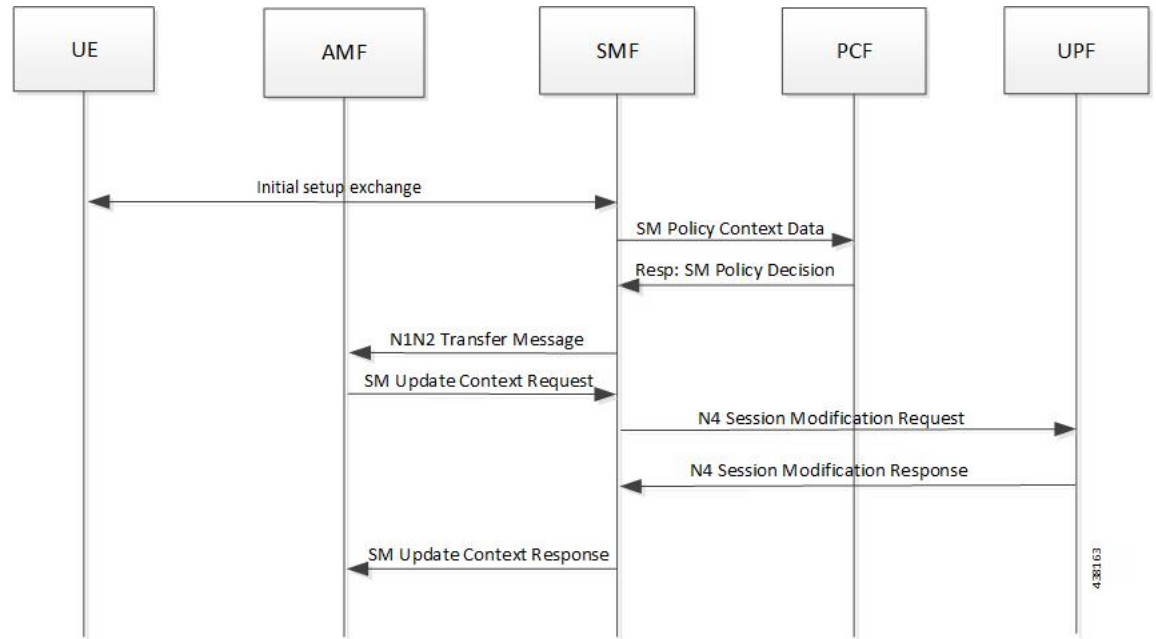 UE
AMF
SMF
PCF
UPF
Initial setup exchange
SM Policy Context Data
Resp: SM Policy Decision
N1N2 Transfer Message
SM Update Context Request
N4 Session Modification Request
N4 Session Modification Response
SM Update Context Response
438163